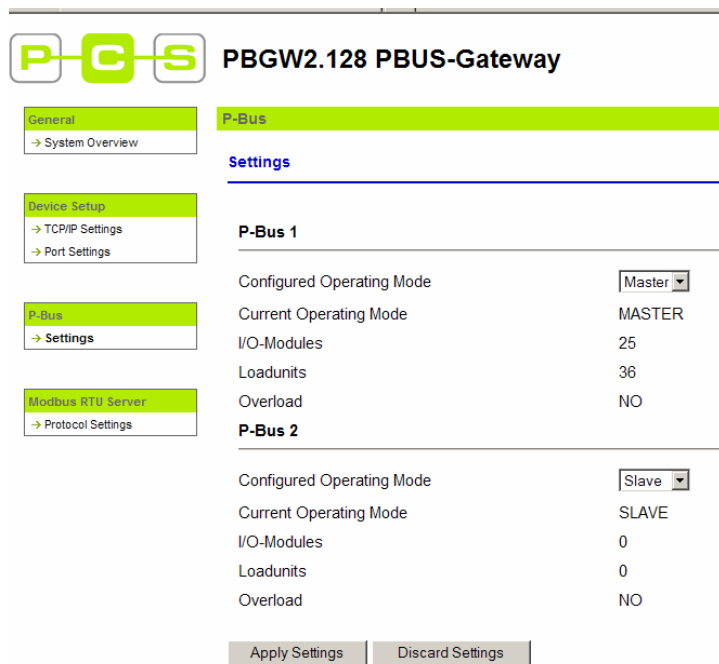 P C S
PBGW2.128 PBUS-Gateway
General
→ System Overview
Device Setup
→ TCP/IP Settings
→ Port Settings
P-Bus
→ Settings
Modbus RTU Server
→ Protocol Settings
P-Bus
Settings
P-Bus 1
Configured Operating Mode Master
Current Operating Mode MASTER
I/O-Modules 25
Loadunits 36
Overload NO
P-Bus 2
Configured Operating Mode Slave
Current Operating Mode SLAVE
I/O-Modules 0
Loadunits 0
Overload NO
Apply Settings Discard Settings